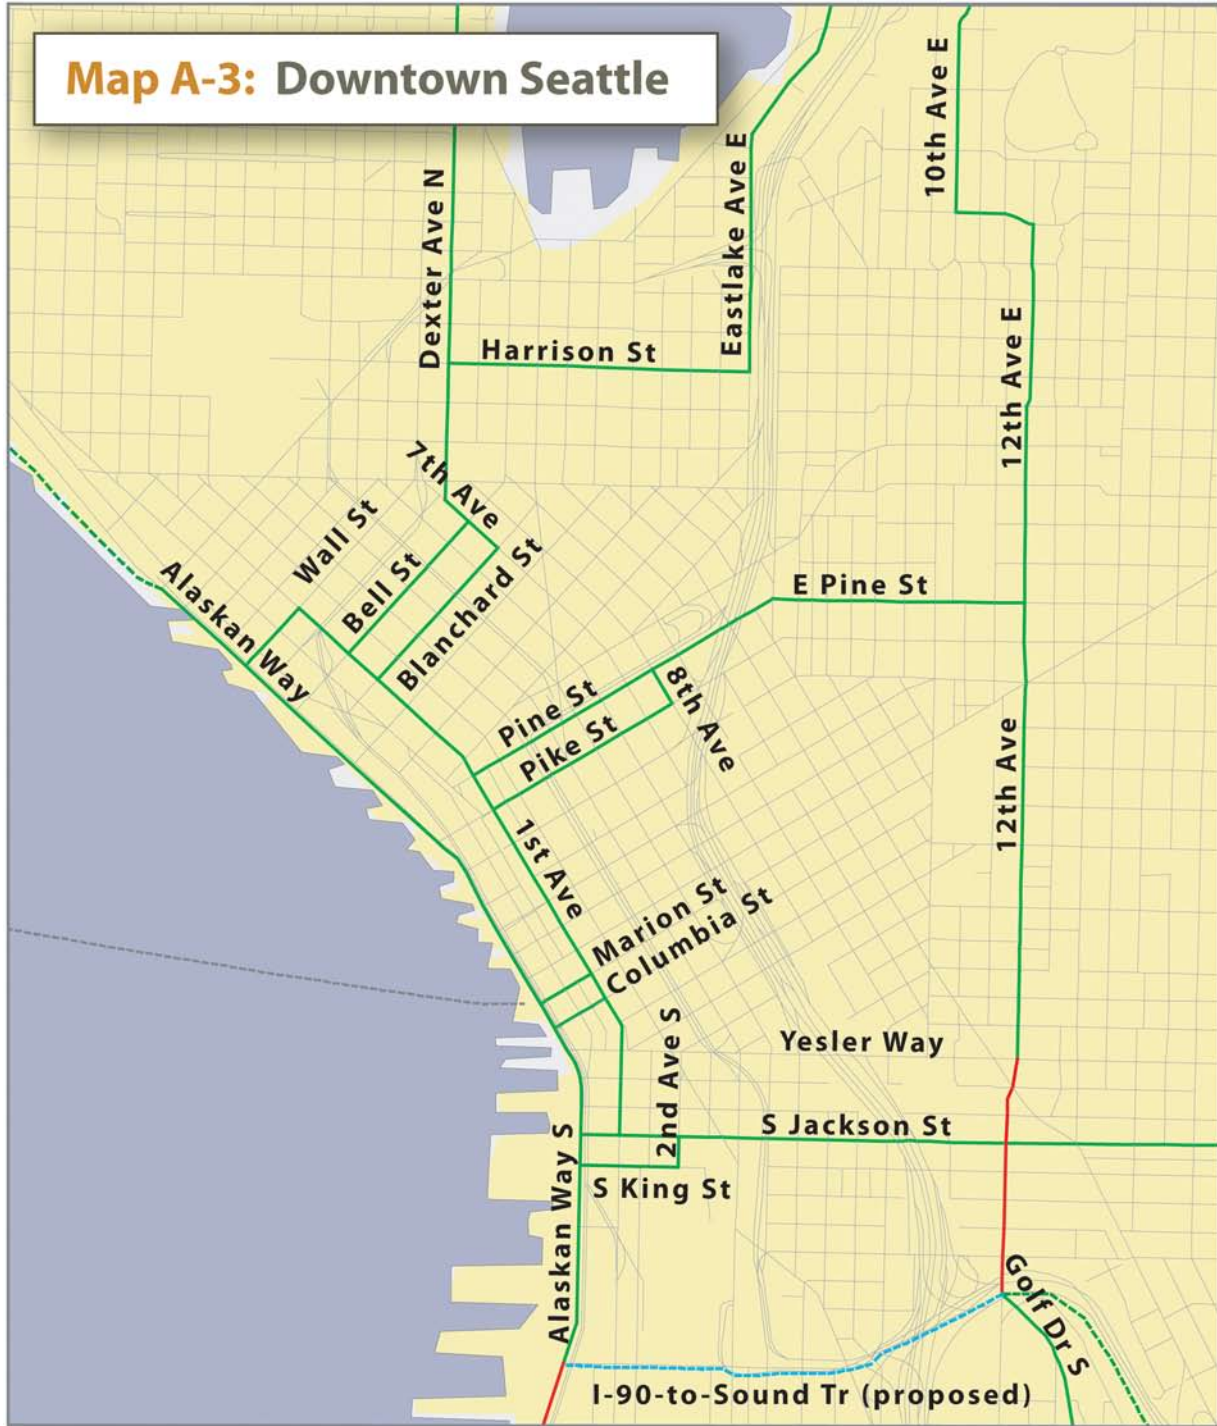 Map A-3: Downtown Seattle
10th Ave E
Dexter Ave N
Eastlake Ave E
Harrison St
12th Ave E
7th Ave
Wall St
Bell St
Blanchard St
Alaskan Way
E Pine St
Pine St
Pike St
8th Ave
12th Ave
1st Ave
Marion St
Columbia St
2nd Ave S
Yesler Way
S Jackson St
Alaskan Way S
S King St
Golf Dr S
I-90-to-Sound Tr (proposed)